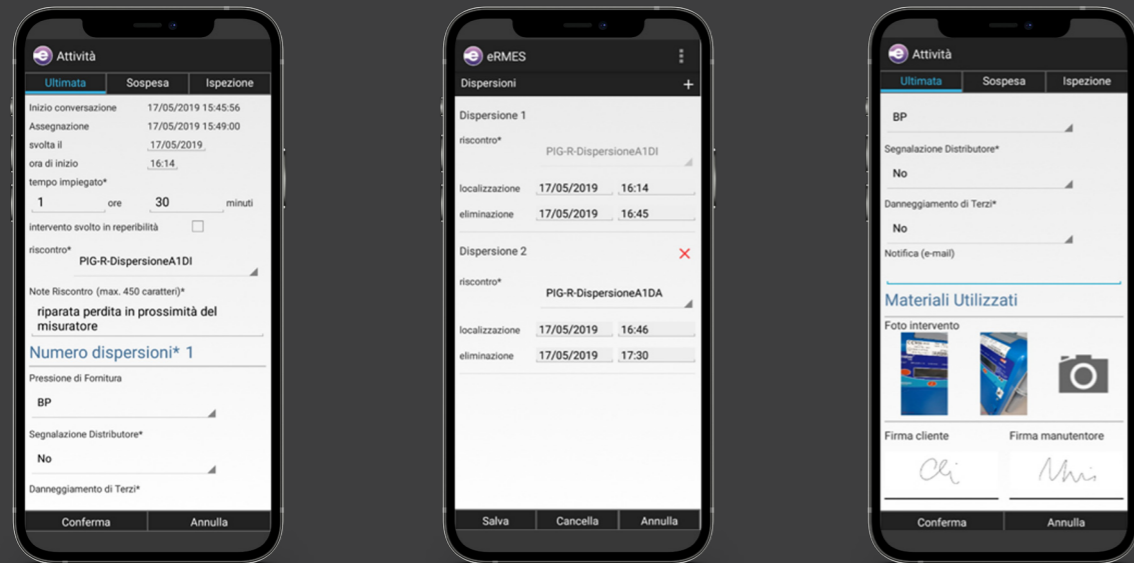 Attività
Ultimata Sospesa Ispezione
Inizio conversazione 17/05/2019 15:45:56
Assegnazione 17/05/2019 15:49:00
svolta il 17/05/2019
ora di inizio 16:14
tempo impiegato*
1 ore 30 minuti
intervento svolto in reperibilità
riscontro*
PIG-R-DispersioneA1DI
Note Riscontro (max. 450 caratteri)*
riparata perdita in prossimità del
misuratore
Numero dispersioni* 1
Pressione di Fornitura
BP
Segnalazione Distributore*
No
Danneggiamento di Terzi*
Conferma Annulla
eRMES
Dispersioni +
Dispersione 1
riscontro*
PIG-R-DispersioneA1DI
localizzazione 17/05/2019 16:14
eliminazione 17/05/2019 16:45
Dispersione 2
riscontro*
PIG-R-DispersioneA1DA
localizzazione 17/05/2019 16:46
eliminazione 17/05/2019 17:30
Salva Cancella Annulla
Attività
Ultimata Sospesa Ispezione
BP
Segnalazione Distributore*
No
Danneggiamento di Terzi*
No
Notifica (e-mail)
Materiali Utilizzati
Foto intervento
Firma cliente Firma manutentore
Conferma Annulla